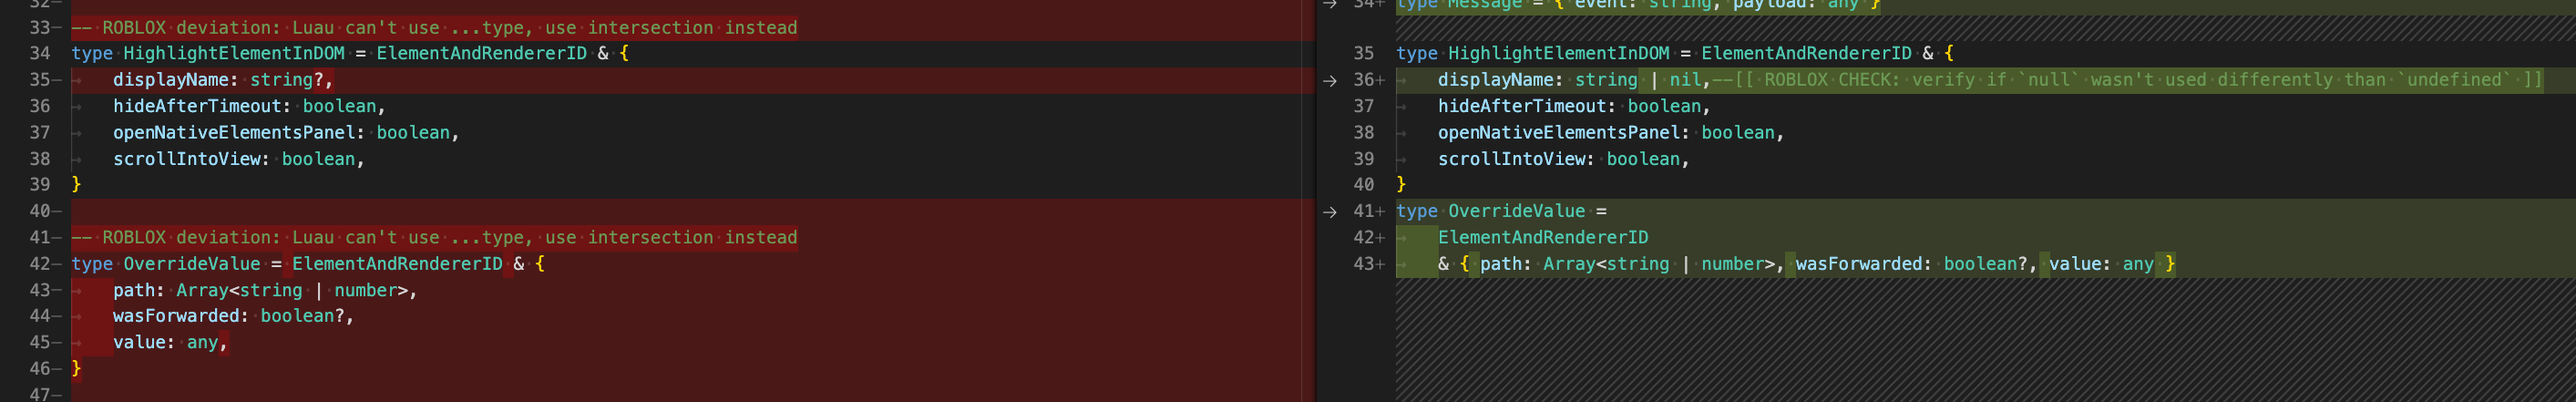 32—
33— -- ROBLOX deviation: Luau can't use ...type, use intersection instead
34 type HighlightElementInDOM = ElementAndRendererID & {
35— displayName: string?,
36 hideAfterTimeout: boolean,
37 openNativeElementsPanel: boolean,
38 scrollIntoView: boolean,
39 }
40—
41— -- ROBLOX deviation: Luau can't use ...type, use intersection instead
42— type OverrideValue = ElementAndRendererID & {
43— path: Array<string | number>,
44— wasForwarded: boolean?,
45— value: any,
46— }
47—
→ 34+ type Message = { event: string, payload: any }
35 type HighlightElementInDOM = ElementAndRendererID & {
→ 36+ displayName: string | nil,--[[ ROBLOX CHECK: verify if `null` wasn't used differently than `undefined` ]]
37 hideAfterTimeout: boolean,
38 openNativeElementsPanel: boolean,
39 scrollIntoView: boolean,
40 }
→ 41+ type OverrideValue =
42+ ElementAndRendererID
43+ & { path: Array<string | number>, wasForwarded: boolean?, value: any }